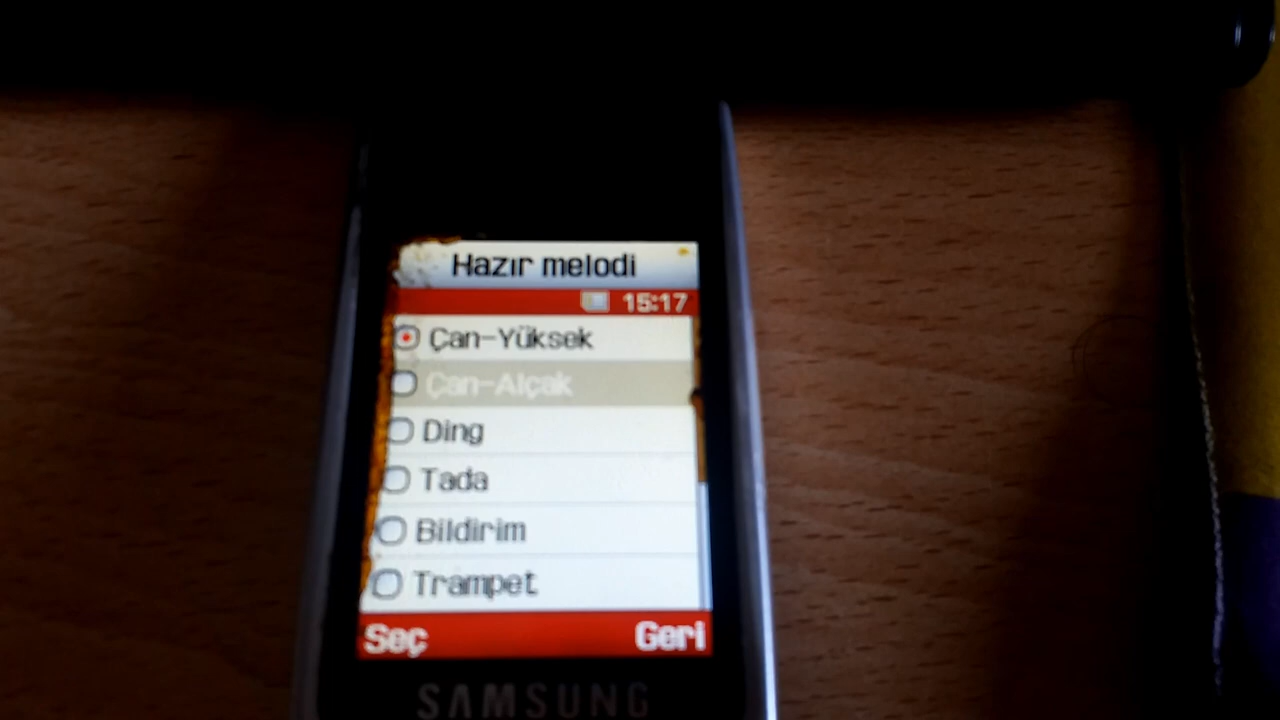 Hazır melodi
15:17
Çan-Yüksek
Çan-Alçak
Ding
Tada
Bildirim
Trampet
Seç Geri
SAMSUNG